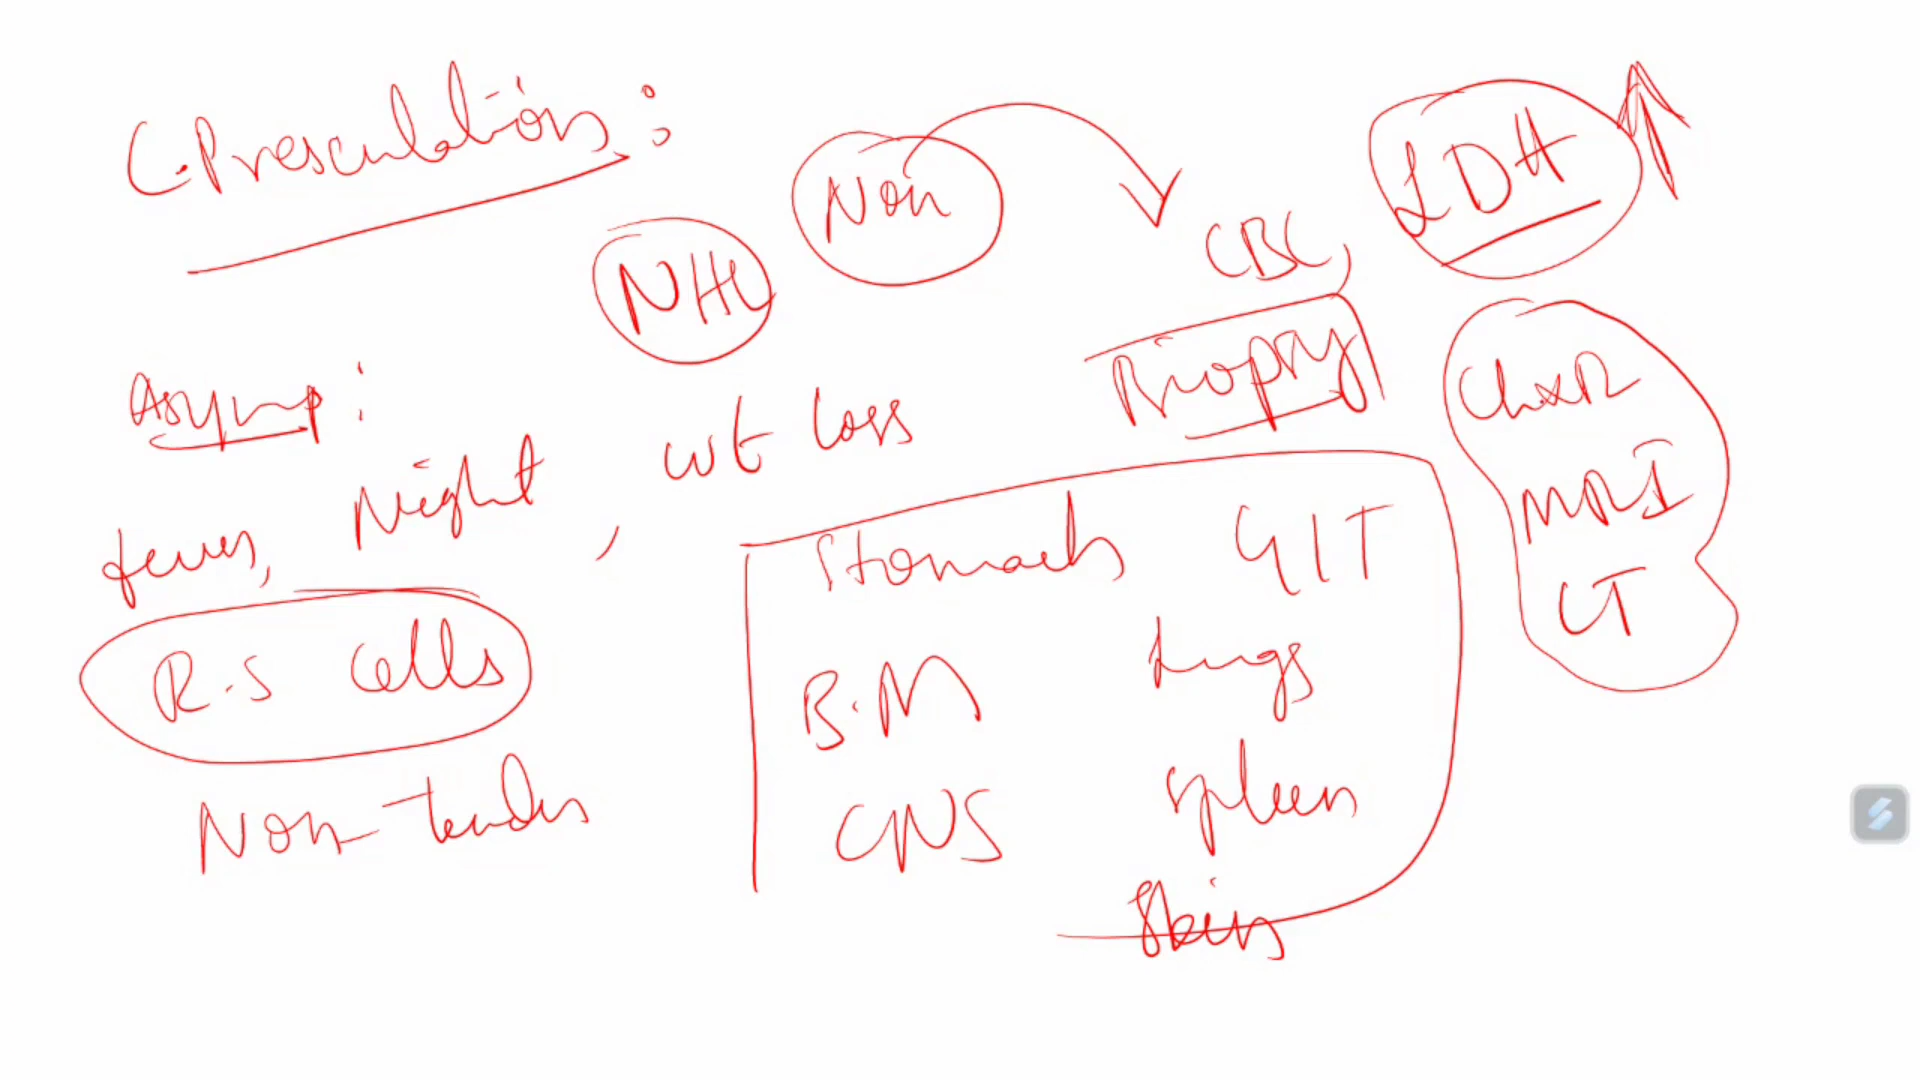 C.Presentation:
Non
LDH
NHL
CBC,
Biopsy
Chx R
MRI
CT
Asymp:
fever, Night, wt loss
R.S cells
Non-tender
Stomach GIT
B.M Lungs
CNS spleen
Skin